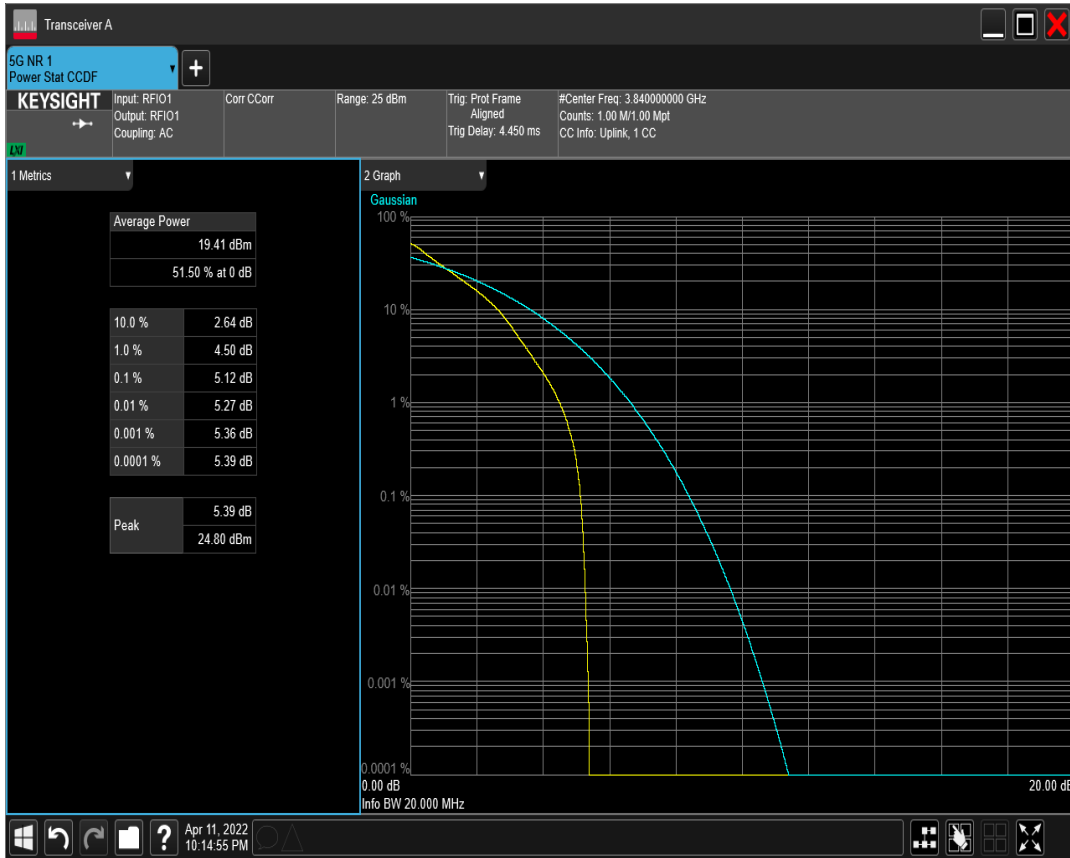 Transceiver A
5G NR 1
Power Stat CCDF
+
KEYSIGHT
LXI
Input: RFIO1
Output: RFIO1
Coupling: AC
Corr CCorr
Range: 25 dBm
Trig: Prot Frame
Aligned
Trig Delay: 4.450 ms
#Center Freq: 3.840000000 GHz
Counts: 1.00 M/1.00 Mpt
CC Info: Uplink, 1 CC
1 Metrics
Average Power
19.41 dBm
51.50 % at 0 dB
10.0 % 2.64 dB
1.0 % 4.50 dB
0.1 % 5.12 dB
0.01 % 5.27 dB
0.001 % 5.36 dB
0.0001 % 5.39 dB
Peak
5.39 dB
24.80 dBm
2 Graph
Gaussian
100 %
10 %
1 %
0.1 %
0.01 %
0.001 %
0.0001 %
0.00 dB 20.00 dB
Info BW 20.000 MHz
?
Apr 11, 2022
10:14:55 PM